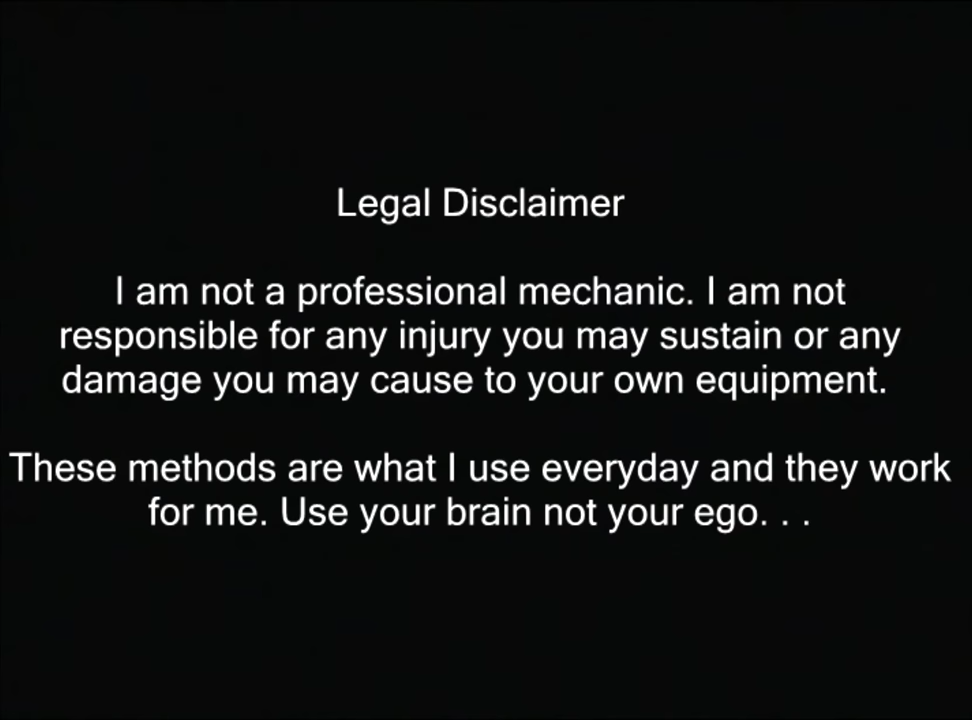 Legal Disclaimer
I am not a professional mechanic. I am not
responsible for any injury you may sustain or any
damage you may cause to your own equipment.
These methods are what I use everyday and they work
for me. Use your brain not your ego. . .